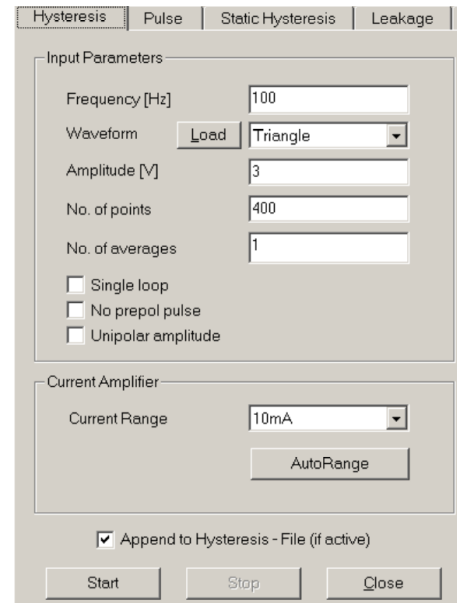 Hysteresis Pulse Static Hysteresis Leakage
Input Parameters
Frequency [Hz] 100
Waveform Load Triangle
Amplitude [V] 3
No. of points 400
No. of averages 1
Single loop
No prepol pulse
Unipolar amplitude
Current Amplifier
Current Range 10mA
AutoRange
Append to Hysteresis - File (if active)
Start Stop Close